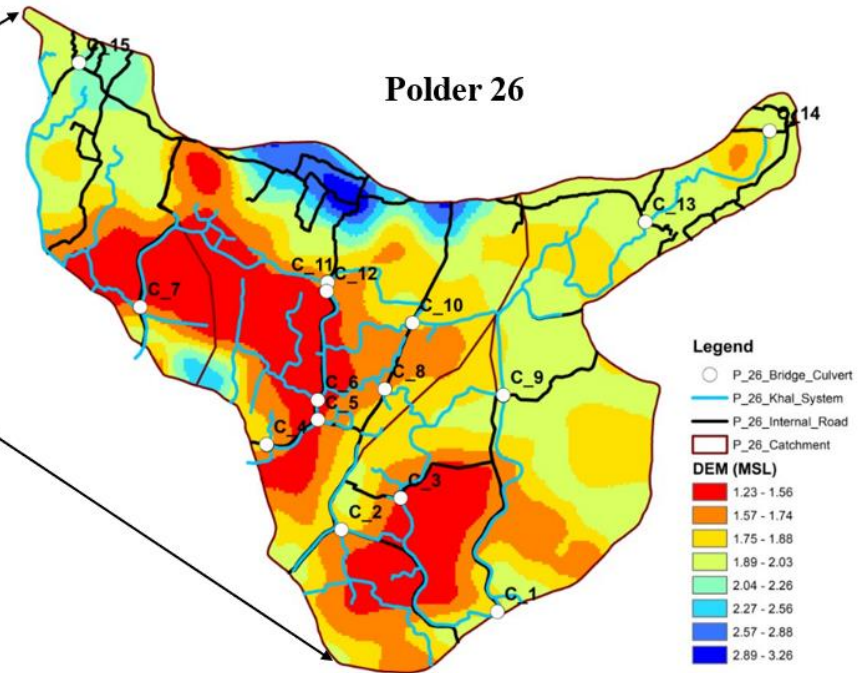 Polder 26
C_15
C_14
C_13
C_11
C_12
C_7
C_10
C_6
C_8
C_9
C_5
C_4
C_3
C_2
C_1
Legend
P_26_Bridge_Culvert
P_26_Khal_System
P_26_Internal_Road
P_26_Catchment
DEM (MSL)
1.23 - 1.56
1.57 - 1.74
1.75 - 1.88
1.89 - 2.03
2.04 - 2.26
2.27 - 2.56
2.57 - 2.88
2.89 - 3.26